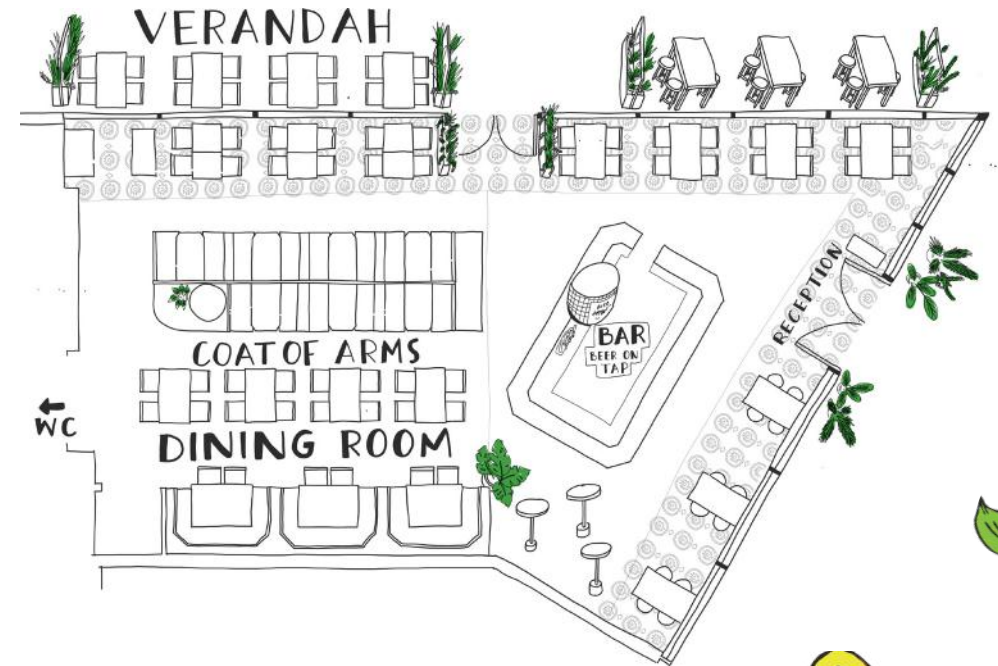 VERANDAH
RECEPTION
BAR
BEER ON
TAP
COAT OF ARMS
WC
DINING ROOM